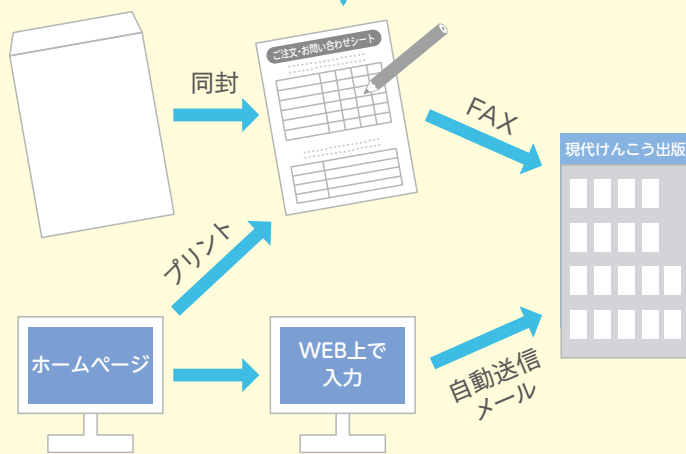 ご注文・お問い合わせシート
同封
FAX
現代けんこう出版
プリント
ホームページ
WEB上で
入力
自動送信
メール